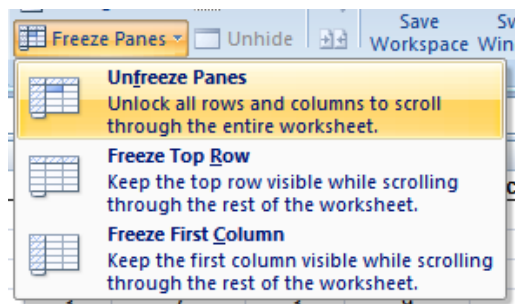 Freeze Panes Unhide Save
Workspace
Unfreeze Panes
Unlock all rows and columns to scroll
through the entire worksheet.
Freeze Top Row
Keep the top row visible while scrolling
through the rest of the worksheet.
Freeze First Column
Keep the first column visible while scrolling
through the rest of the worksheet.